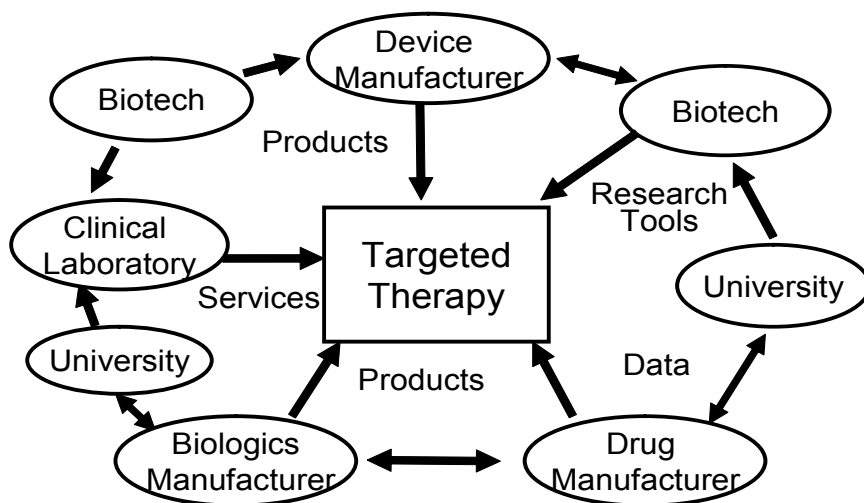 Device
Manufacturer
Biotech
Biotech
Products
Research
Tools
Clinical
Laboratory
Targeted
Therapy
Services
University
University
Products
Data
Biologics
Manufacturer
Drug
Manufacturer